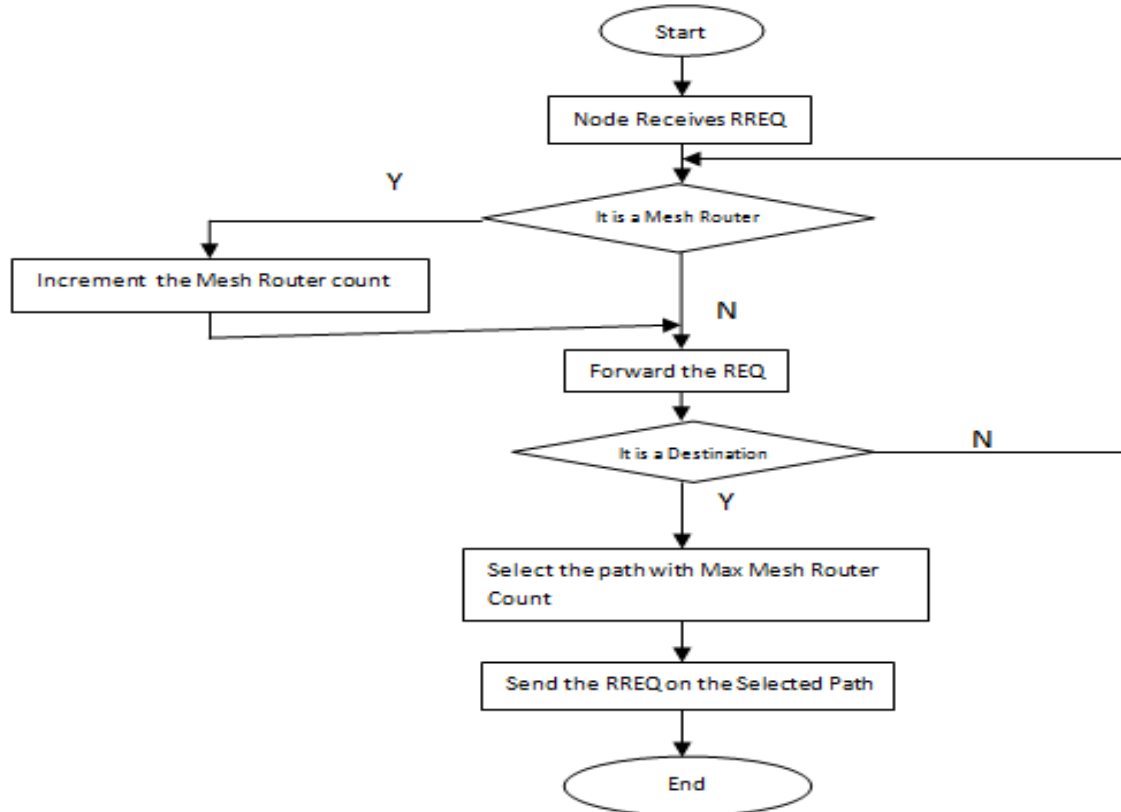 Start
Node Receives RREQ
Y
It is a Mesh Router
Increment the Mesh Router count
N
Forward the REQ
It is a Destination
N
Y
Select the path with Max Mesh Router
Count
Send the RREQ on the Selected Path
End